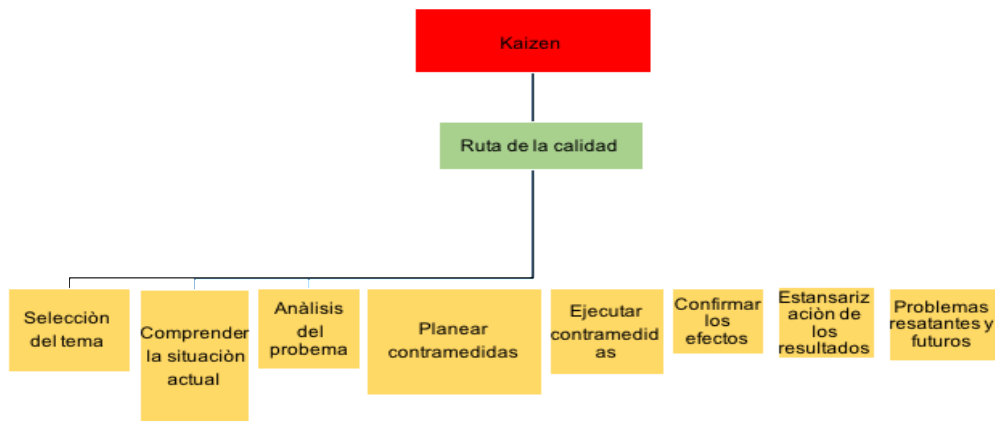 Kaizen
Ruta de la calidad
Selecciòn
del tema
Comprender
la situaciòn
actual
Anàlisis
del
probema
Planear
contramedidas
Ejecutar
contramedid
as
Confirmar
los
efectos
Estansariz
aciòn de
los
resultados
Problemas
resatantes y
futuros